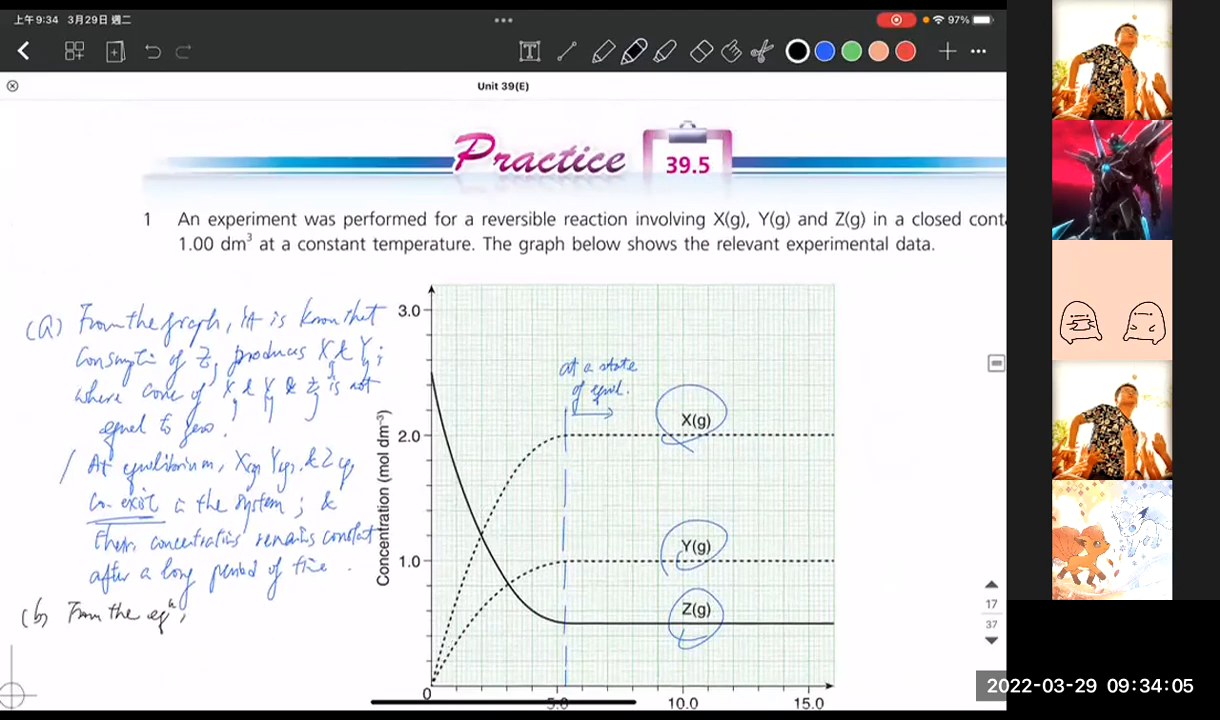 上午9:34 3月29日 週二
97%
Unit 39(E)
Practice 39.5
1 An experiment was performed for a reversible reaction involving X(g), Y(g) and Z(g) in a closed cont
1.00 dm³ at a constant temperature. The graph below shows the relevant experimental data.
(a) From the graph, it is known that
of Z, produces X & Y;
where conc of X & Y & Z is not
equal to zero.
/ At equilibrium, X(g), Y(g) & Z(g)
co-exist in the system; &
their concentrations remains constant
after a long period of time.
(b) From the eqⁿ,
Concentration (mol dm⁻³)
3.0
2.0
1.0
0
5.0
10.0
15.0
at a state
of equil.
X(g)
Y(g)
Z(g)
17
37
2022-03-29 09:34:05